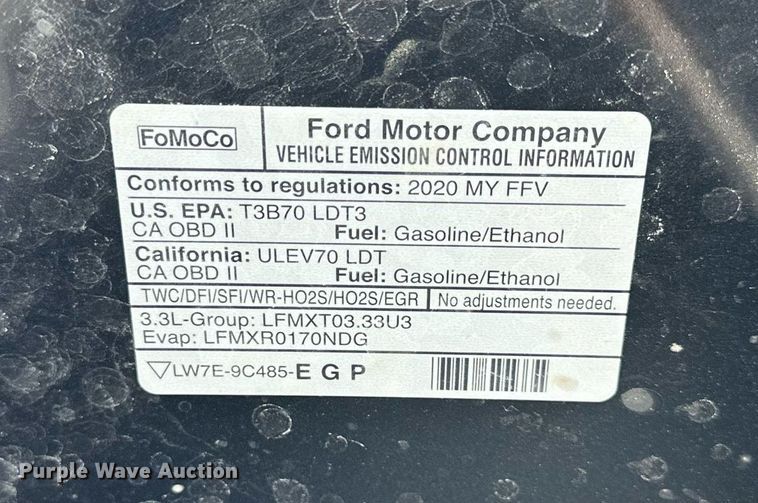 FoMoCo
Ford Motor Company
VEHICLE EMISSION CONTROL INFORMATION
Conforms to regulations: 2020 MY FFV
U.S. EPA: T3B70 LDT3
CA OBD II Fuel: Gasoline/Ethanol
California: ULEV70 LDT
CA OBD II Fuel: Gasoline/Ethanol
TWC/DFI/SFI/WR-HO2S/HO2S/EGR No adjustments needed.
3.3L-Group: LFMXT03.33U3
Evap: LFMXR0170NDG
LW7E-9C485-E G P
Purple Wave Auction